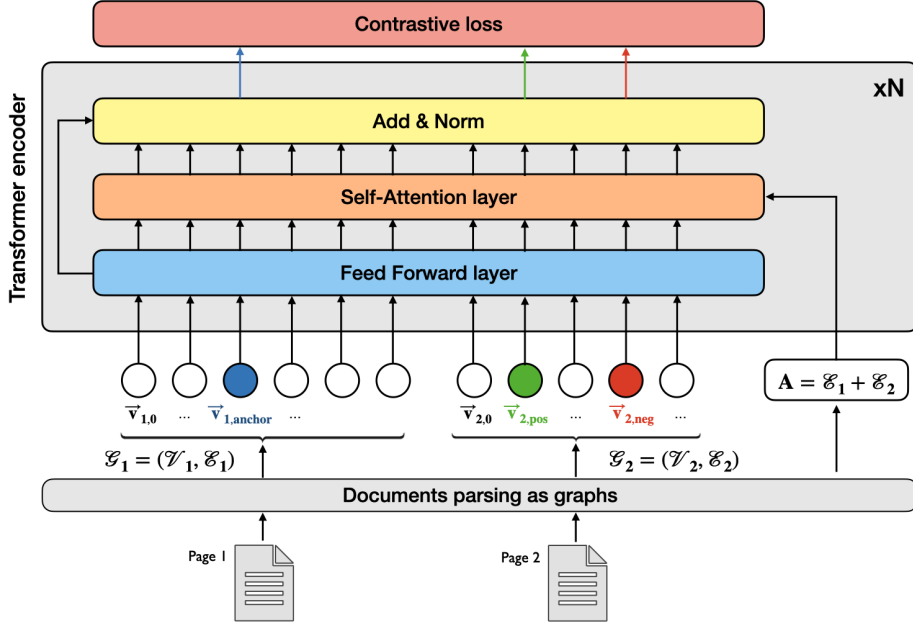 Contrastive loss
xN
Transformer encoder
Add & Norm
Self-Attention layer
Feed Forward layer
A = ℰ₁ + ℰ₂
v⃗1,0 ... v⃗1,anchor ... v⃗2,0 v⃗2,pos ... v⃗2,neg ...
𝒢₁ = (𝒱₁, ℰ₁) 𝒢₂ = (𝒱₂, ℰ₂)
Documents parsing as graphs
Page 1 Page 2